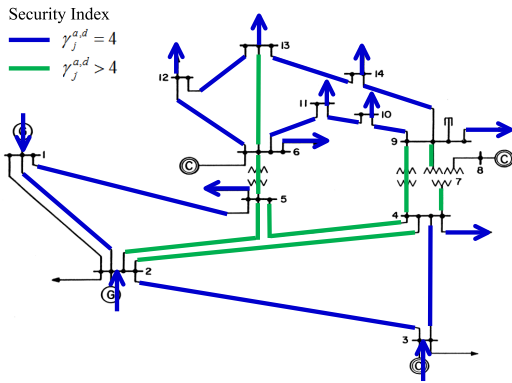 Security Index
γ_j^{a,d} = 4
γ_j^{a,d} > 4
13
12
14
11
10
G
1
C
6
9
C
8
7
5
4
2
G
3
C